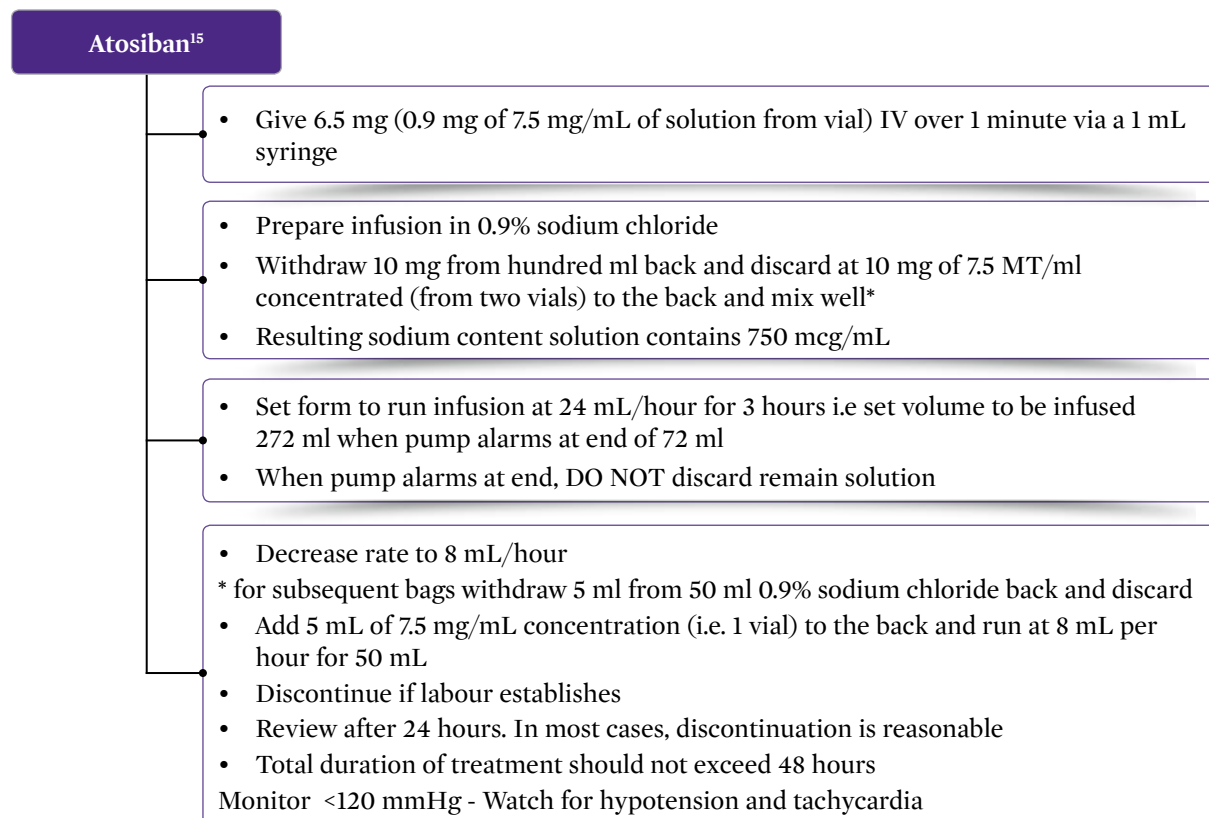 Atosiban¹⁵
• Give 6.5 mg (0.9 mg of 7.5 mg/mL of solution from vial) IV over 1 minute via a 1 mL
syringe
• Prepare infusion in 0.9% sodium chloride
• Withdraw 10 mg from hundred ml back and discard at 10 mg of 7.5 MT/ml
concentrated (from two vials) to the back and mix well*
• Resulting sodium content solution contains 750 mcg/mL
• Set form to run infusion at 24 mL/hour for 3 hours i.e set volume to be infused
272 ml when pump alarms at end of 72 ml
• When pump alarms at end, DO NOT discard remain solution
• Decrease rate to 8 mL/hour
* for subsequent bags withdraw 5 ml from 50 ml 0.9% sodium chloride back and discard
• Add 5 mL of 7.5 mg/mL concentration (i.e. 1 vial) to the back and run at 8 mL per
hour for 50 mL
• Discontinue if labour establishes
• Review after 24 hours. In most cases, discontinuation is reasonable
• Total duration of treatment should not exceed 48 hours
Monitor <120 mmHg - Watch for hypotension and tachycardia